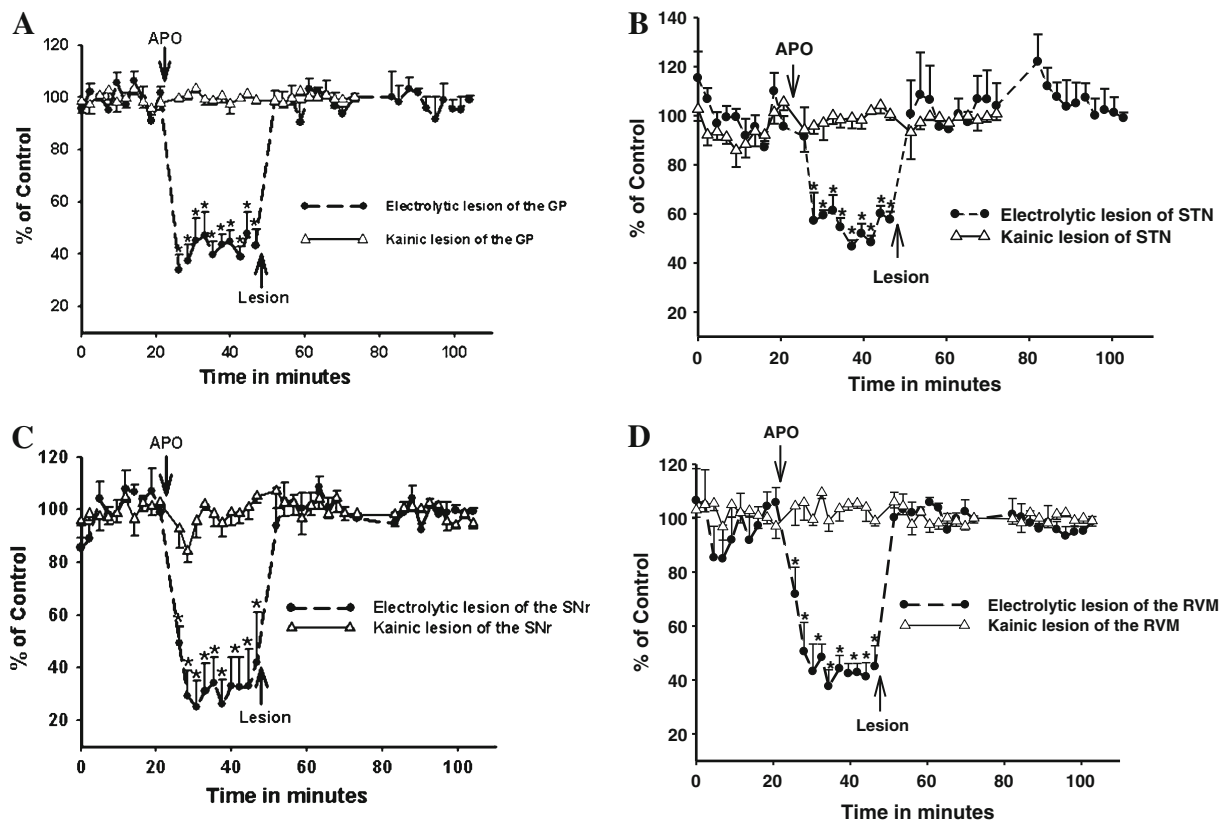 A
APO
120
100
80
60
40
20
% of Control
Electrolytic lesion of the GP
Kainic lesion of the GP
* * * * * * * *
Lesion
0 20 40 60 80 100
Time in minutes
B
APO
140
120
100
80
60
40
20
% of Control
Electrolytic lesion of STN
Kainic lesion of STN
* * * * * * * * *
Lesion
0 20 40 60 80 100
Time in minutes
C
APO
120
100
80
60
40
20
% of Control
Electrolytic lesion of the SNr
Kainic lesion of the SNr
* * * * * * * * *
Lesion
0 20 40 60 80 100
Time in minutes
D
APO
120
100
80
60
40
20
% of Control
Electrolytic lesion of the RVM
Kainic lesion of the RVM
* * * * * * * *
Lesion
0 20 40 60 80 100
Time in minutes